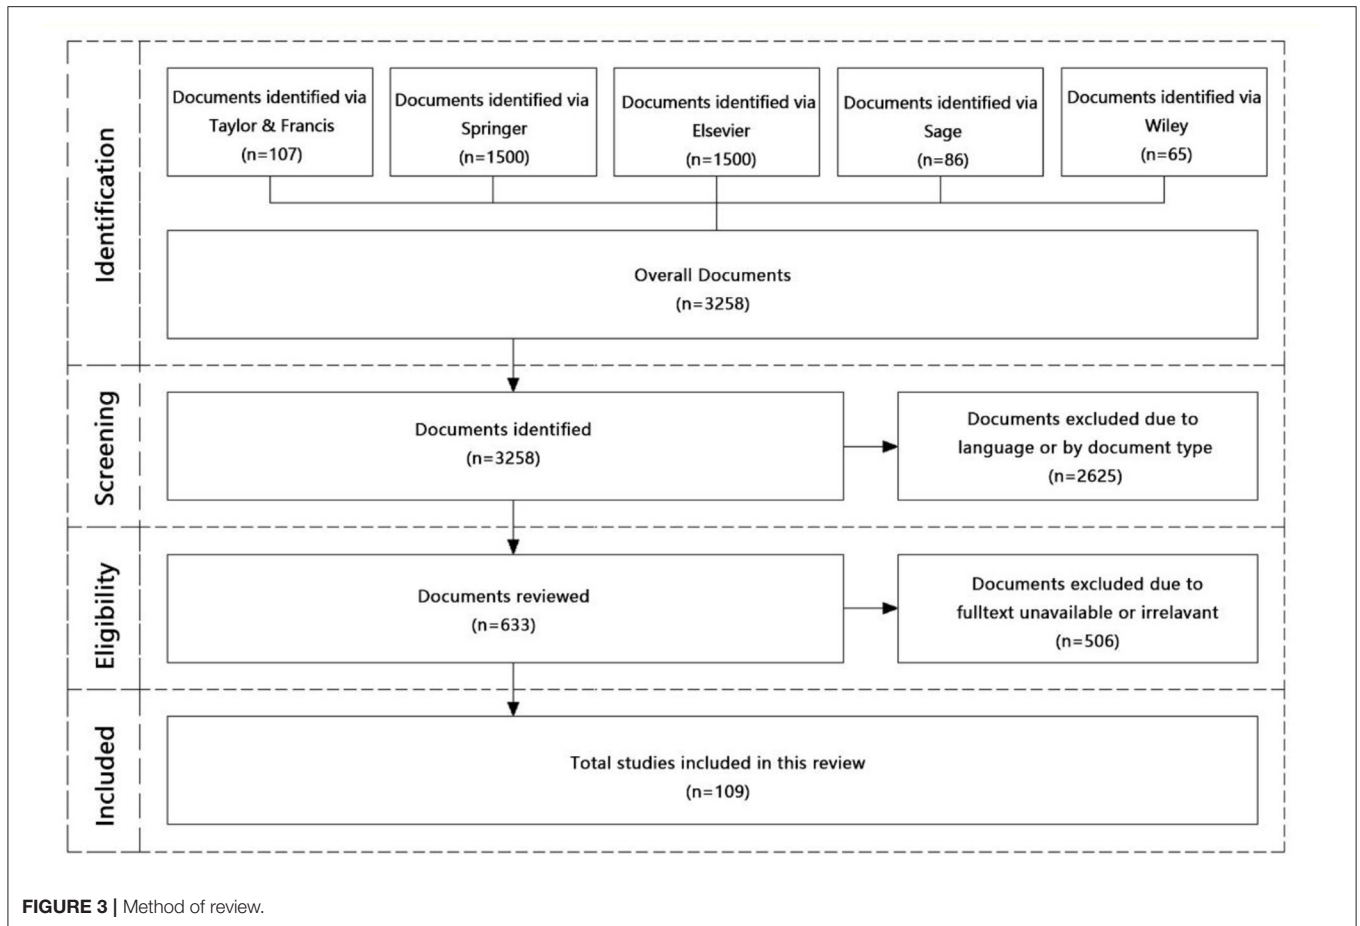 Identification
Documents identified via
Taylor & Francis
(n=107)
Documents identified via
Springer
(n=1500)
Documents identified via
Elsevier
(n=1500)
Documents identified via
Sage
(n=86)
Documents identified via
Wiley
(n=65)
Overall Documents
(n=3258)
Screening
Documents identified
(n=3258)
Documents excluded due to
language or by document type
(n=2625)
Eligibility
Documents reviewed
(n=633)
Documents excluded due to
fulltext unavailable or irrelavant
(n=506)
Included
Total studies included in this review
(n=109)
FIGURE 3 | Method of review.